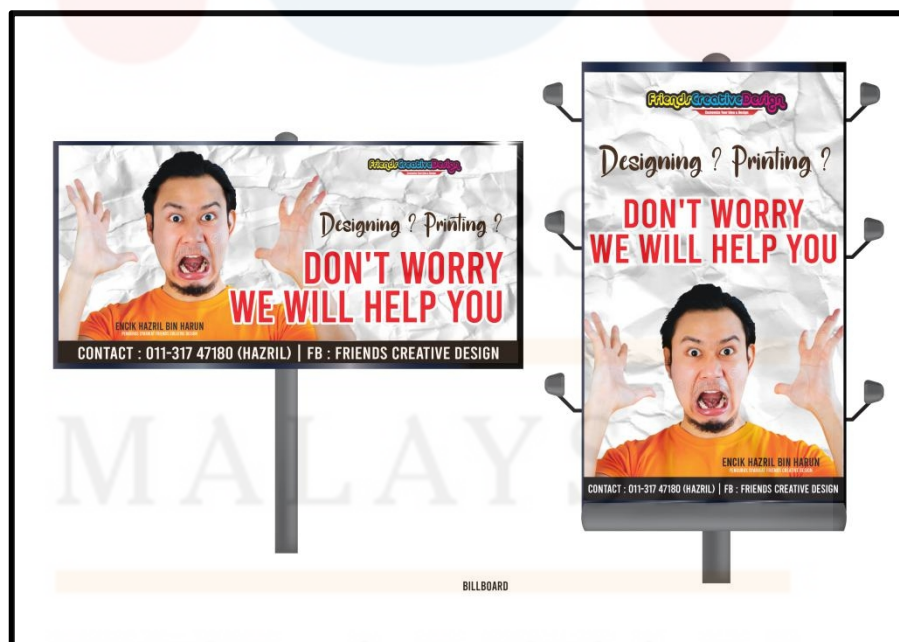 FriendsCreativeDesign
Designing ? Printing ?
DON'T WORRY
WE WILL HELP YOU
ENCIK HAZRIL BIN HARUN
CONTACT : 011-317 47180 (HAZRIL) | FB : FRIENDS CREATIVE DESIGN
FriendsCreativeDesign
Designing ? Printing ?
DON'T WORRY
WE WILL HELP YOU
ENCIK HAZRIL BIN HARUN
CONTACT : 011-317 47180 (HAZRIL) | FB : FRIENDS CREATIVE DESIGN
MALAYS
BILLBOARD